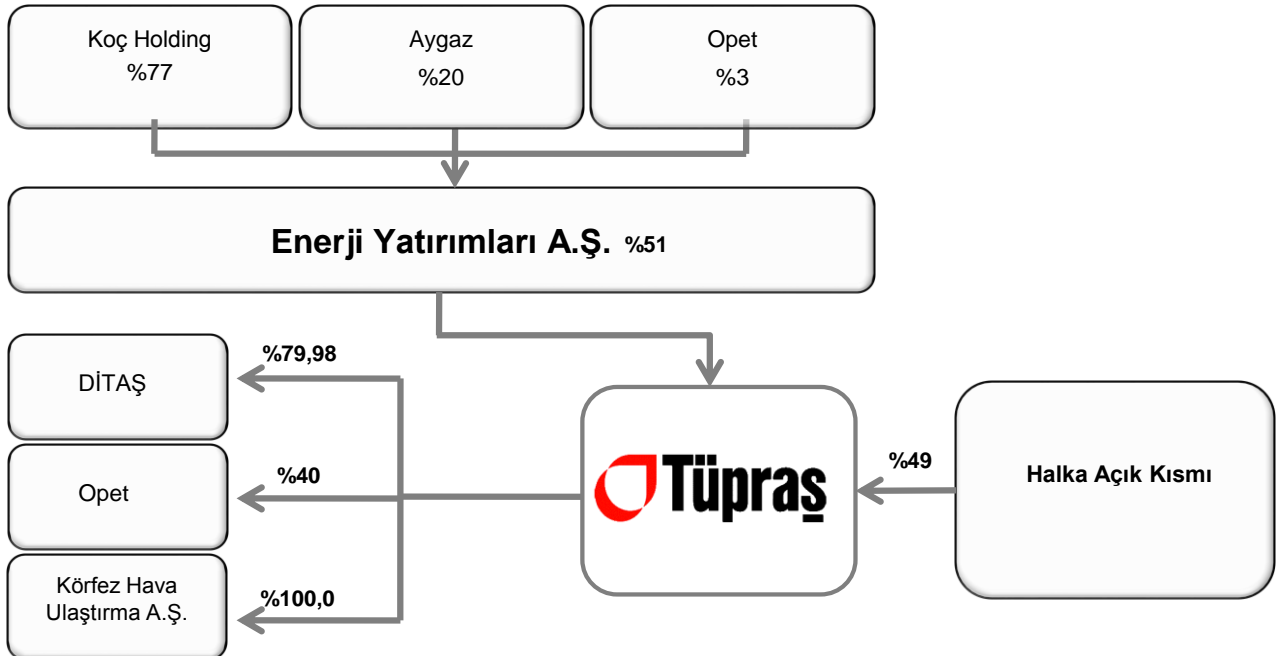 Koç Holding
%77
Aygaz
%20
Opet
%3
Enerji Yatırımları A.Ş. %51
DİTAŞ
%79,98
Opet
%40
Körfez Hava
Ulaştırma A.Ş.
%100,0
Tüpraş
%49
Halka Açık Kısmı